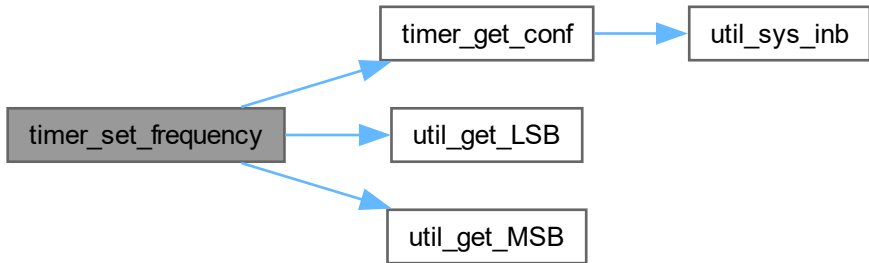 timer_set_frequency
timer_get_conf
util_sys_inb
util_get_LSB
util_get_MSB